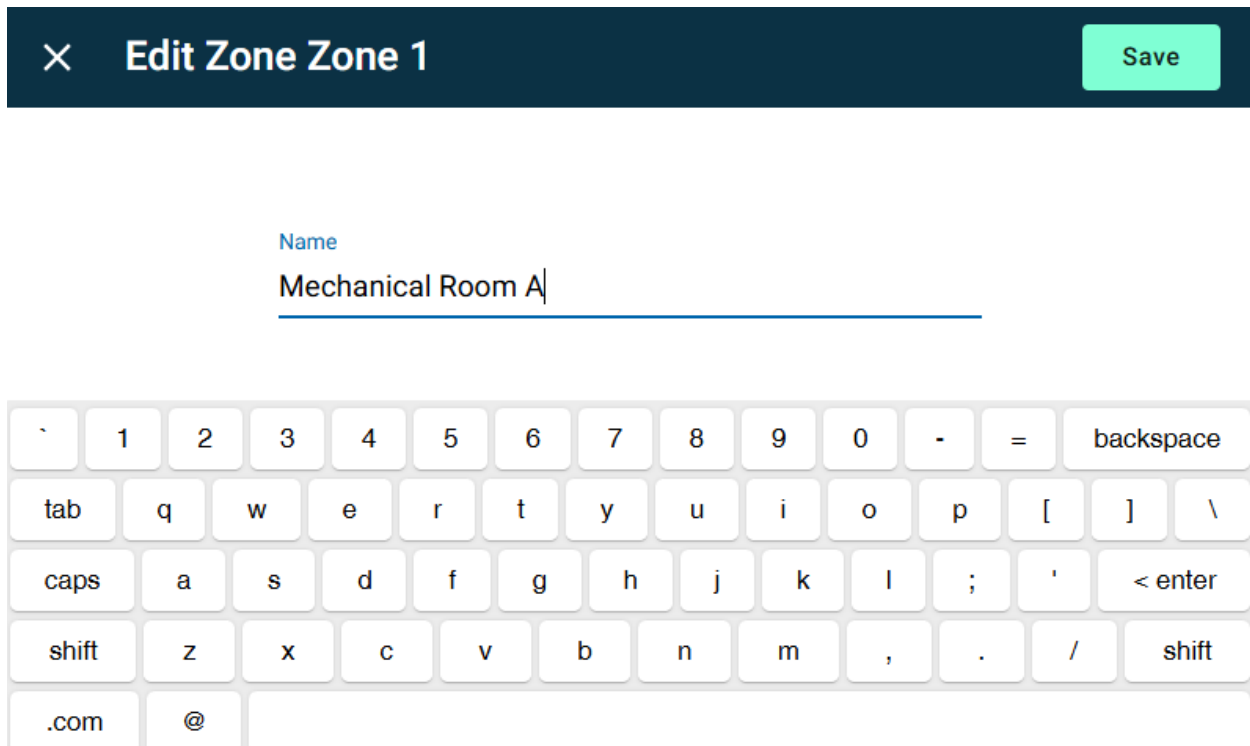 × Edit Zone Zone 1 Save
Name
Mechanical Room A
` 1 2 3 4 5 6 7 8 9 0 - = backspace
tab q w e r t y u i o p [ ] \
caps a s d f g h j k l ; ' < enter
shift z x c v b n m , . / shift
.com @